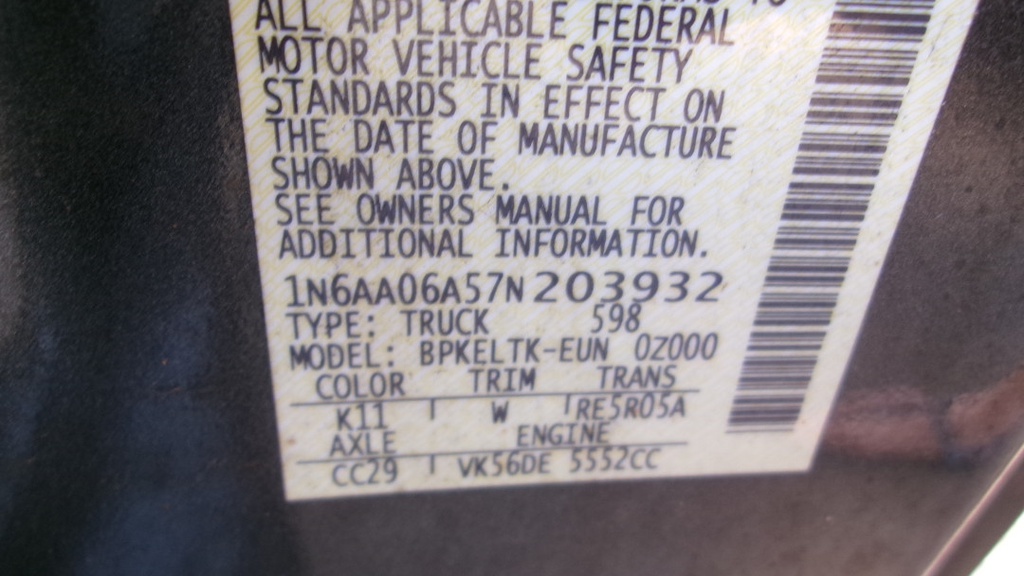 ALL APPLICABLE FEDERAL
MOTOR VEHICLE SAFETY
STANDARDS IN EFFECT ON
THE DATE OF MANUFACTURE
SHOWN ABOVE.
SEE OWNERS MANUAL FOR
ADDITIONAL INFORMATION.
1N6AA06A57N203932
TYPE: TRUCK 598
MODEL: BPKELTK-EUN 0Z000
COLOR TRIM TRANS
K11 W RE5R05A
AXLE ENGINE
CC29 VK56DE 5552CC